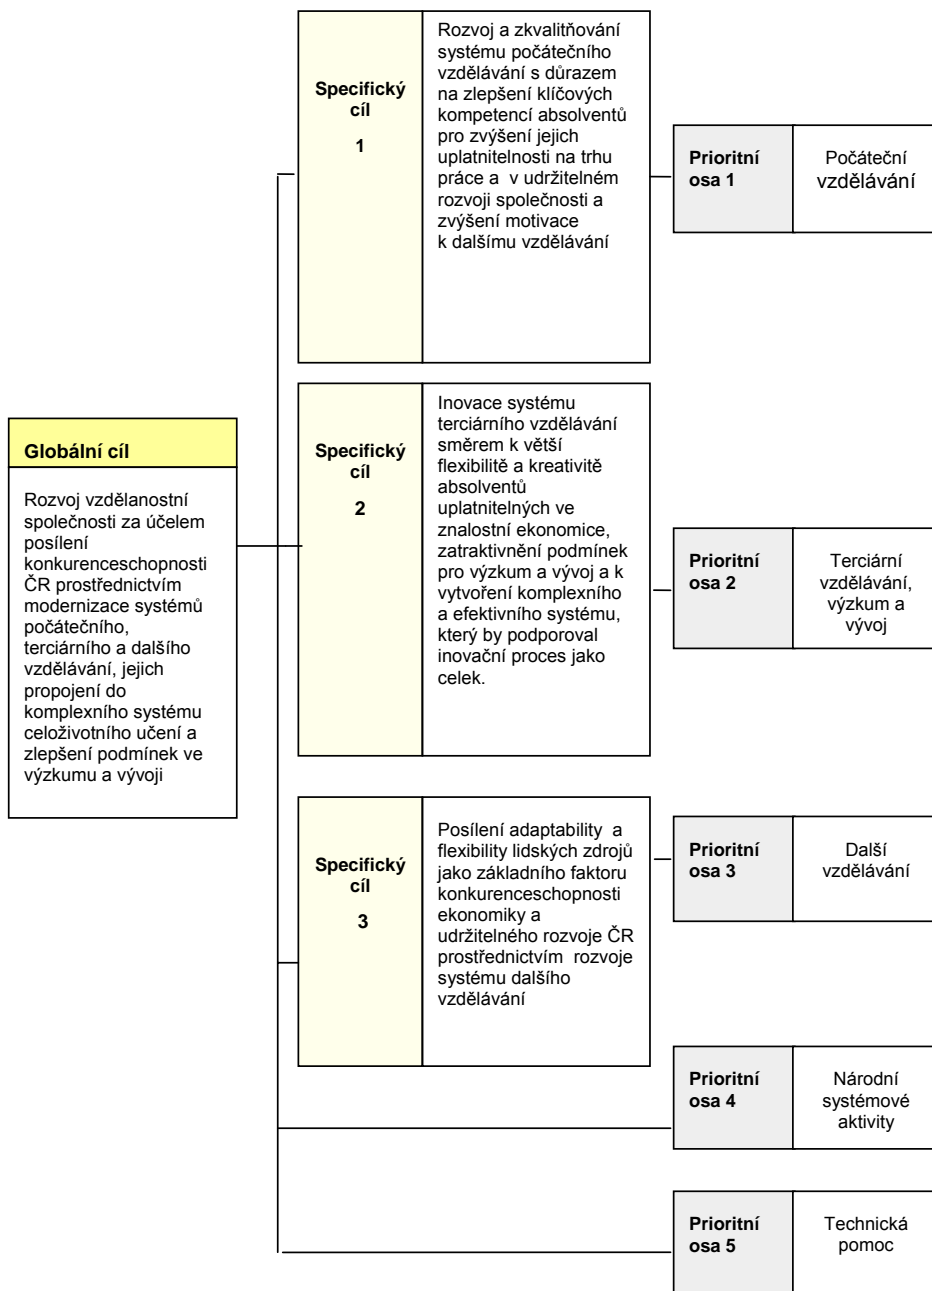 Globální cíl
Rozvoj vzdělanostní
společnosti za účelem
posílení
konkurenceschopnosti
ČR prostřednictvím
modernizace systémů
počátečního,
terciárního a dalšího
vzdělávání, jejich
propojení do
komplexního systému
celoživotního učení a
zlepšení podmínek ve
výzkumu a vývoji
Specifický
cíl
1
Rozvoj a zkvalitňování
systému počátečního
vzdělávání s důrazem
na zlepšení klíčových
kompetencí absolventů
pro zvýšení jejich
uplatnitelnosti na trhu
práce a v udržitelném
rozvoji společnosti a
zvýšení motivace
k dalšímu vzdělávání
Prioritní
osa 1
Počáteční
vzdělávání
Specifický
cíl
2
Inovace systému
terciárního vzdělávání
směrem k větší
flexibilitě a kreativitě
absolventů
uplatnitelných ve
znalostní ekonomice,
zatraktivnění podmínek
pro výzkum a vývoj a k
vytvoření komplexního
a efektivního systému,
který by podporoval
inovační proces jako
celek.
Prioritní
osa 2
Terciární
vzdělávání,
výzkum a
vývoj
Specifický
cíl
3
Posílení adaptability a
flexibility lidských zdrojů
jako základního faktoru
konkurenceschopnosti
ekonomiky a
udržitelného rozvoje ČR
prostřednictvím rozvoje
systému dalšího
vzdělávání
Prioritní
osa 3
Další
vzdělávání
Prioritní
osa 4
Národní
systémové
aktivity
Prioritní
osa 5
Technická
pomoc